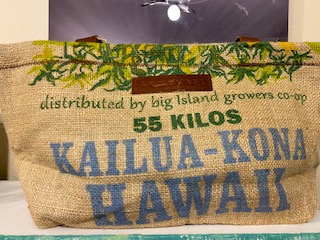 distributed by big Island growers co-op
55 KILOS
KAILUA-KONA
HAWAII